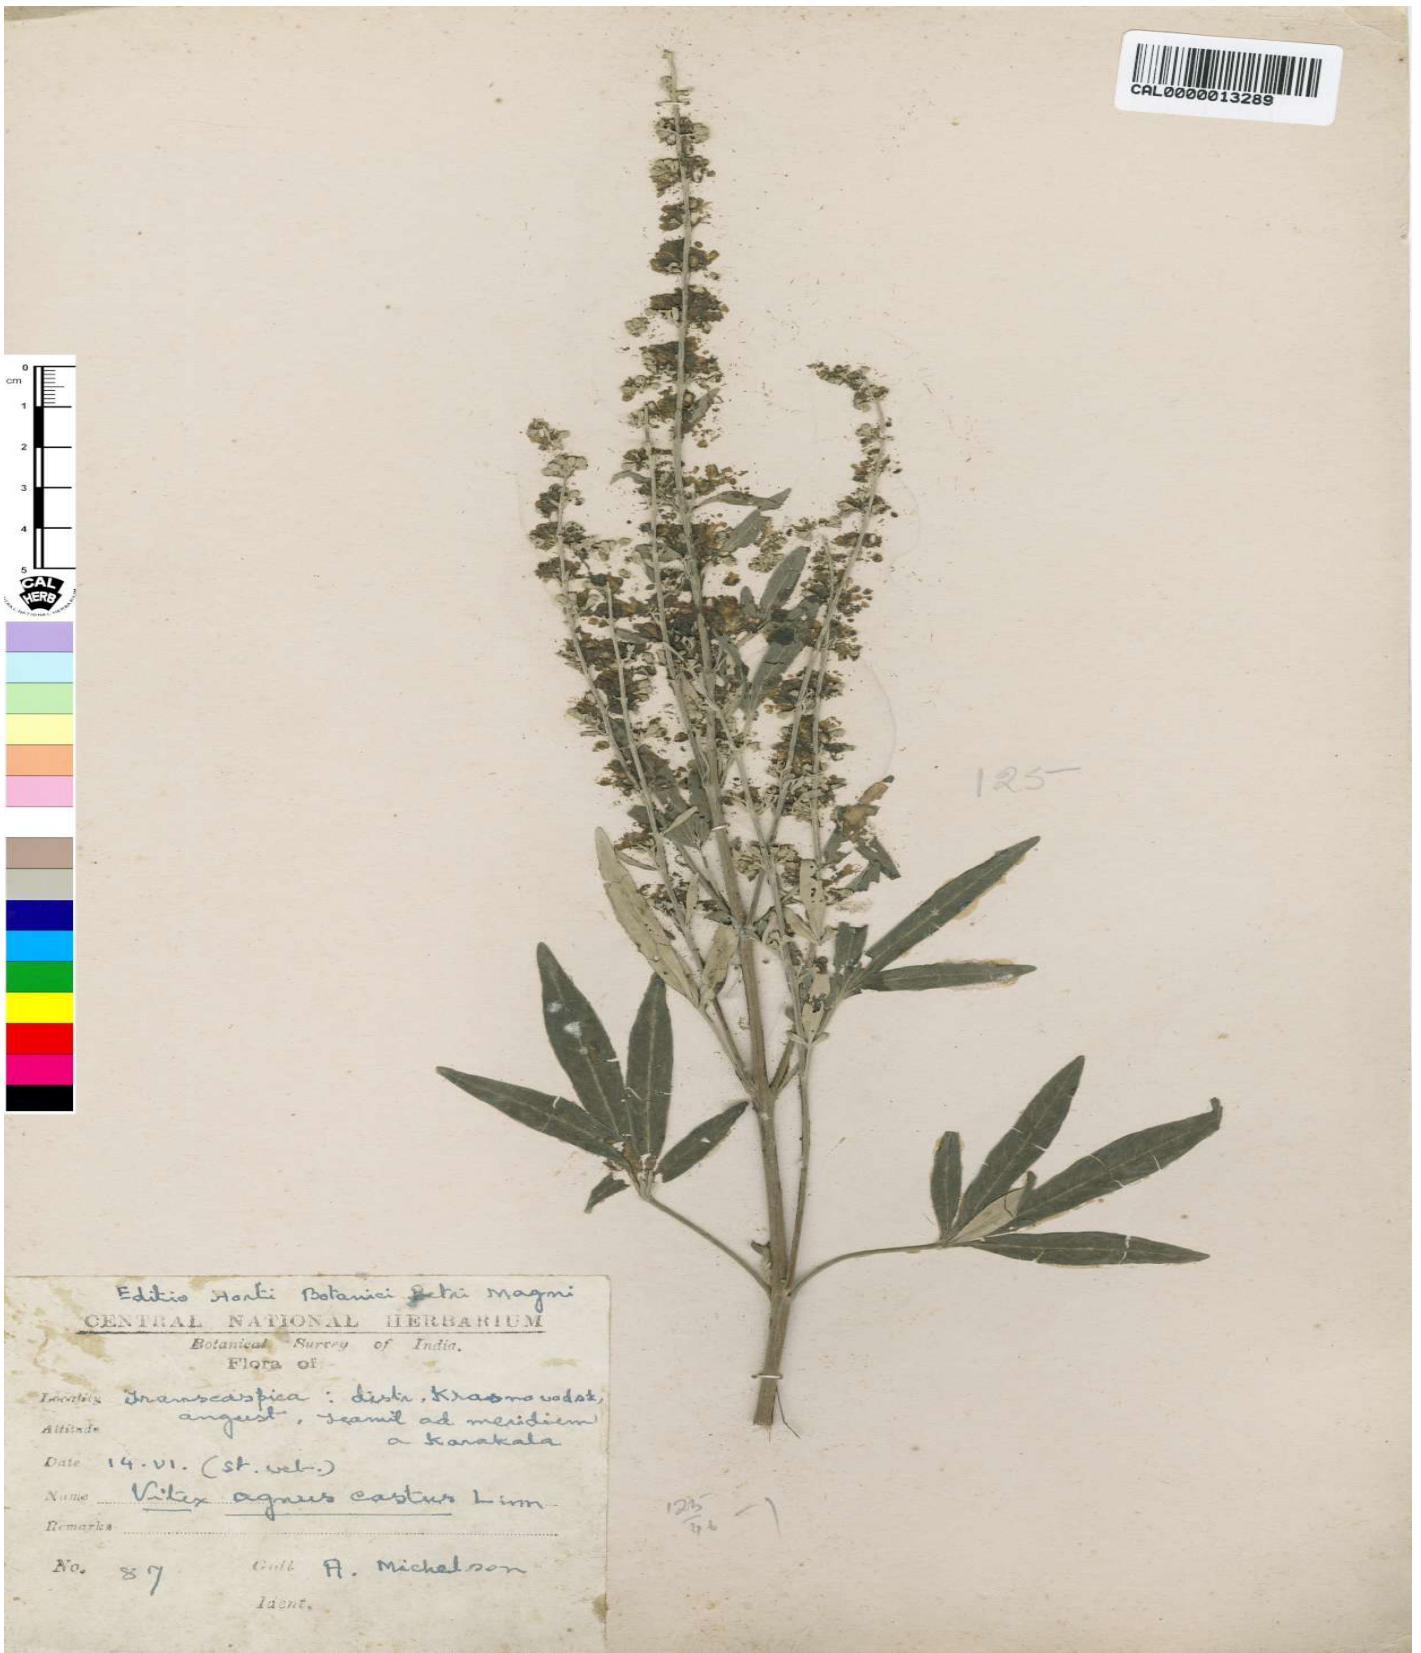 CAL0000013289
0
cm
1
2
3
4
5
CAL
HERB
125
Editio Horti Botanici Petri Magni
CENTRAL NATIONAL HERBARIUM
Botanical Survey of India.
Flora of
Locality Transcaspica : distr. Krasnovodsk,
angust. ad meridiem
Altitude
a Karakala
Date 14.VI. (St. vet.)
Name Vitex agnus castus Linn
Remarks
No. 87 Coll. A. Michelson
Ident.
125